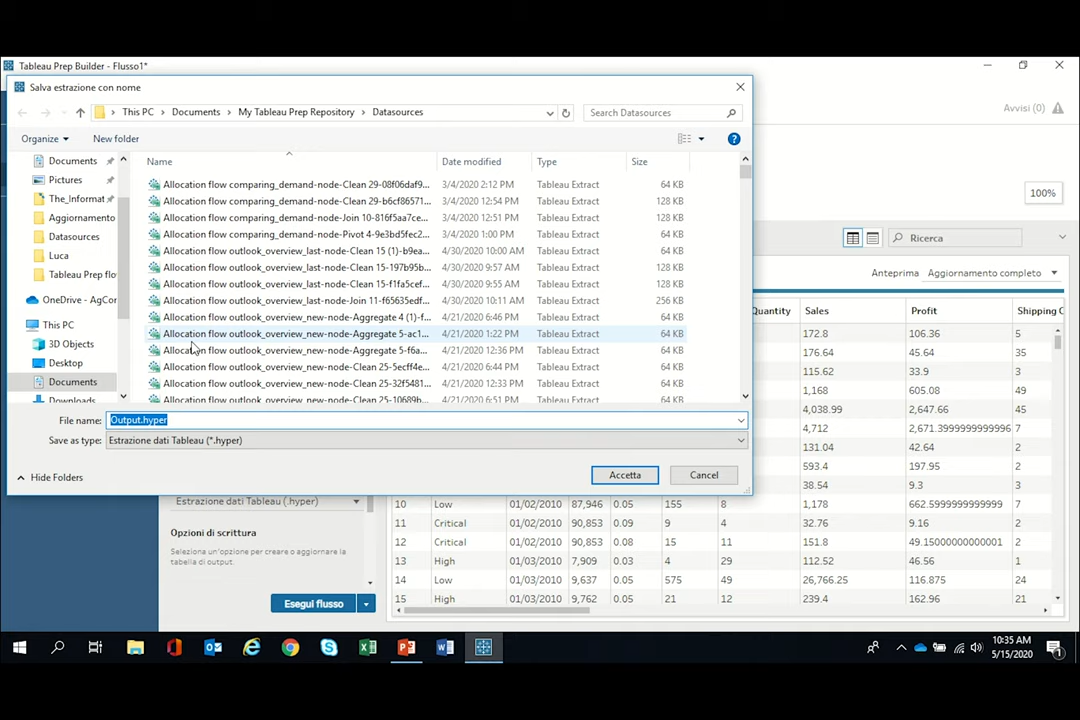 Tableau Prep Builder - Flusso1*
Salva estrazione con nome
This PC > Documents > My Tableau Prep Repository > Datasources
Search Datasources
Avvisi (0)
Organize
New folder
Documents
Pictures
The_Informat
Aggiornamento
Datasources
Luca
Tableau Prep flo
OneDrive - AgCor
This PC
3D Objects
Desktop
Documents
Downloads
Name Date modified Type Size
Allocation flow comparing_demand-node-Clean 29-08f06daf9... 3/4/2020 2:12 PM Tableau Extract 64 KB
Allocation flow comparing_demand-node-Clean 29-b6cf86571... 3/4/2020 12:54 PM Tableau Extract 128 KB
Allocation flow comparing_demand-node-Join 10-816f5aa7ce... 3/4/2020 12:51 PM Tableau Extract 128 KB
Allocation flow comparing_demand-node-Pivot 4-9e3bd5fec2... 3/4/2020 1:00 PM Tableau Extract 64 KB
Allocation flow outlook_overview_last-node-Clean 15 (1)-b9ea... 4/30/2020 10:00 AM Tableau Extract 64 KB
Allocation flow outlook_overview_last-node-Clean 15-197b95b... 4/30/2020 9:57 AM Tableau Extract 128 KB
Allocation flow outlook_overview_last-node-Clean 15-f1fa5cef... 4/30/2020 9:55 AM Tableau Extract 128 KB
Allocation flow outlook_overview_last-node-Join 11-f65635edf... 4/30/2020 10:11 AM Tableau Extract 256 KB
Allocation flow outlook_overview_new-node-Aggregate 4 (1)-f... 4/21/2020 6:46 PM Tableau Extract 64 KB
Allocation flow outlook_overview_new-node-Aggregate 5-ac1... 4/21/2020 1:22 PM Tableau Extract 64 KB
Allocation flow outlook_overview_new-node-Aggregate 5-f6a... 4/21/2020 12:36 PM Tableau Extract 64 KB
Allocation flow outlook_overview_new-node-Clean 25-5ecff4e... 4/21/2020 6:44 PM Tableau Extract 64 KB
Allocation flow outlook_overview_new-node-Clean 25-32f5481... 4/21/2020 12:33 PM Tableau Extract 64 KB
Allocation flow outlook_overview_new-node-Clean 25-10689b... 4/21/2020 6:51 PM Tableau Extract 64 KB
File name: Output.hyper
Save as type: Estrazione dati Tableau (*.hyper)
Hide Folders
Accetta
Cancel
100%
Ricerca
Anteprima Aggiornamento completo
Quantity Sales Profit Shipping C
172.8 106.36 5
176.64 45.64 35
115.62 33.9 3
1,168 605.08 49
4,038.99 2,647.66 45
4,712 2,671.3999999999996 7
131.04 42.64 2
593.4 197.95 2
38.54 9.3 3
10 Low 01/02/2010 87,946 0.04 155 8 1,178 662.5999999999999 7
11 Critical 01/02/2010 90,853 0.09 9 4 32.76 9.16 2
12 Critical 01/02/2010 90,853 0.08 15 11 151.8 49.15000000000001 2
13 High 01/03/2010 7,909 0.03 4 29 112.52 46.56 1
14 Low 01/03/2010 9,637 0.05 575 49 26,766.25 116.875 24
15 High 01/03/2010 9,762 0.05 21 12 239.4 162.96 21
Estrazione dati Tableau (.hyper)
Opzioni di scrittura
Seleziona un'opzione per creare o aggiornare la
tabella di output.
Esegui flusso
10:35 AM
5/15/2020
1